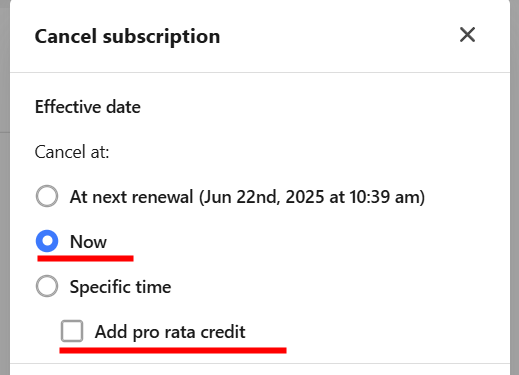 Cancel subscription
Effective date
Cancel at:
At next renewal (Jun 22nd, 2025 at 10:39 am)
Now
Specific time
Add pro rata credit